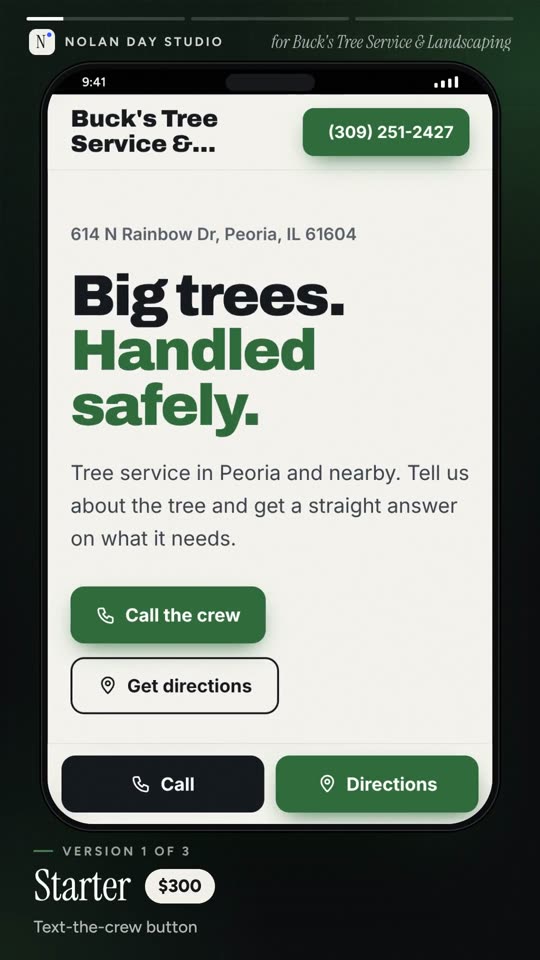 N NOLAN DAY STUDIO for Buck's Tree Service & Landscaping
9:41
Buck's Tree
Service &...
(309) 251-2427
614 N Rainbow Dr, Peoria, IL 61604
Big trees.
Handled
safely.
Tree service in Peoria and nearby. Tell us
about the tree and get a straight answer
on what it needs.
Call the crew
Get directions
Call Directions
VERSION 1 OF 3
Starter $300
Text-the-crew button